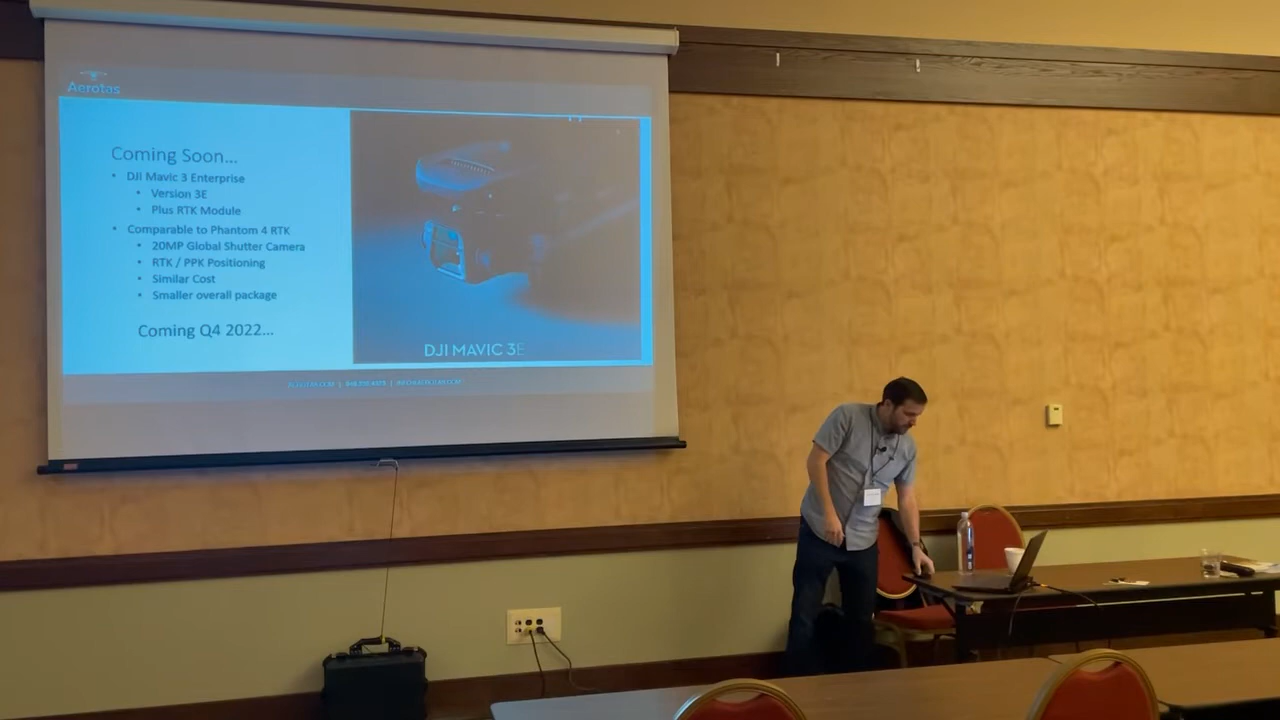 Aerotas
Coming Soon...
• DJI Mavic 3 Enterprise
• Version 3E
• Plus RTK Module
• Comparable to Phantom 4 RTK
• 20MP Global Shutter Camera
• RTK / PPK Positioning
• Similar Cost
• Smaller overall package
Coming Q4 2022...
DJI MAVIC 3E